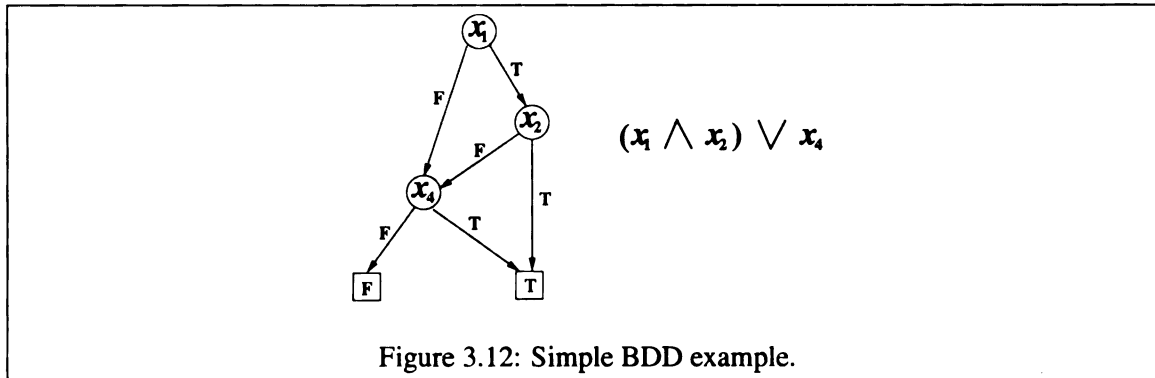 x₁
T
F
x₂
(x₁ ∧ x₂) ∨ x₄
F
x₄
T
T
F
F
T
Figure 3.12: Simple BDD example.